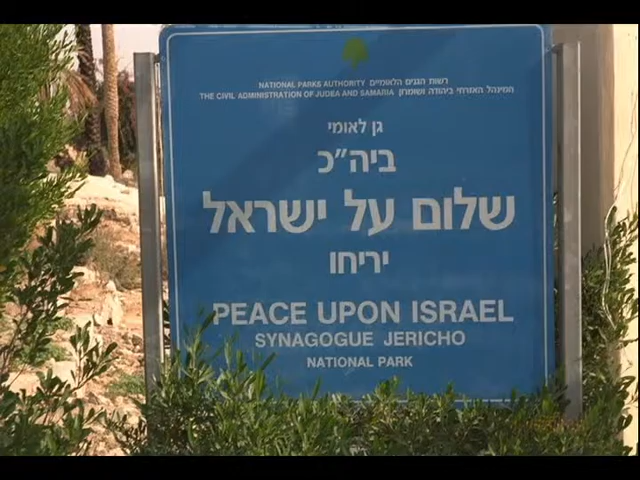 NATIONAL PARKS AUTHORITY רשות הגנים הלאומיים
THE CIVIL ADMINISTRATION OF JUDEA AND SAMARIA המינהל האזרחי ביהודה ושומרון
גן לאומי
ביה"כ
שלום על ישראל
יריחו
PEACE UPON ISRAEL
SYNAGOGUE JERICHO
NATIONAL PARK